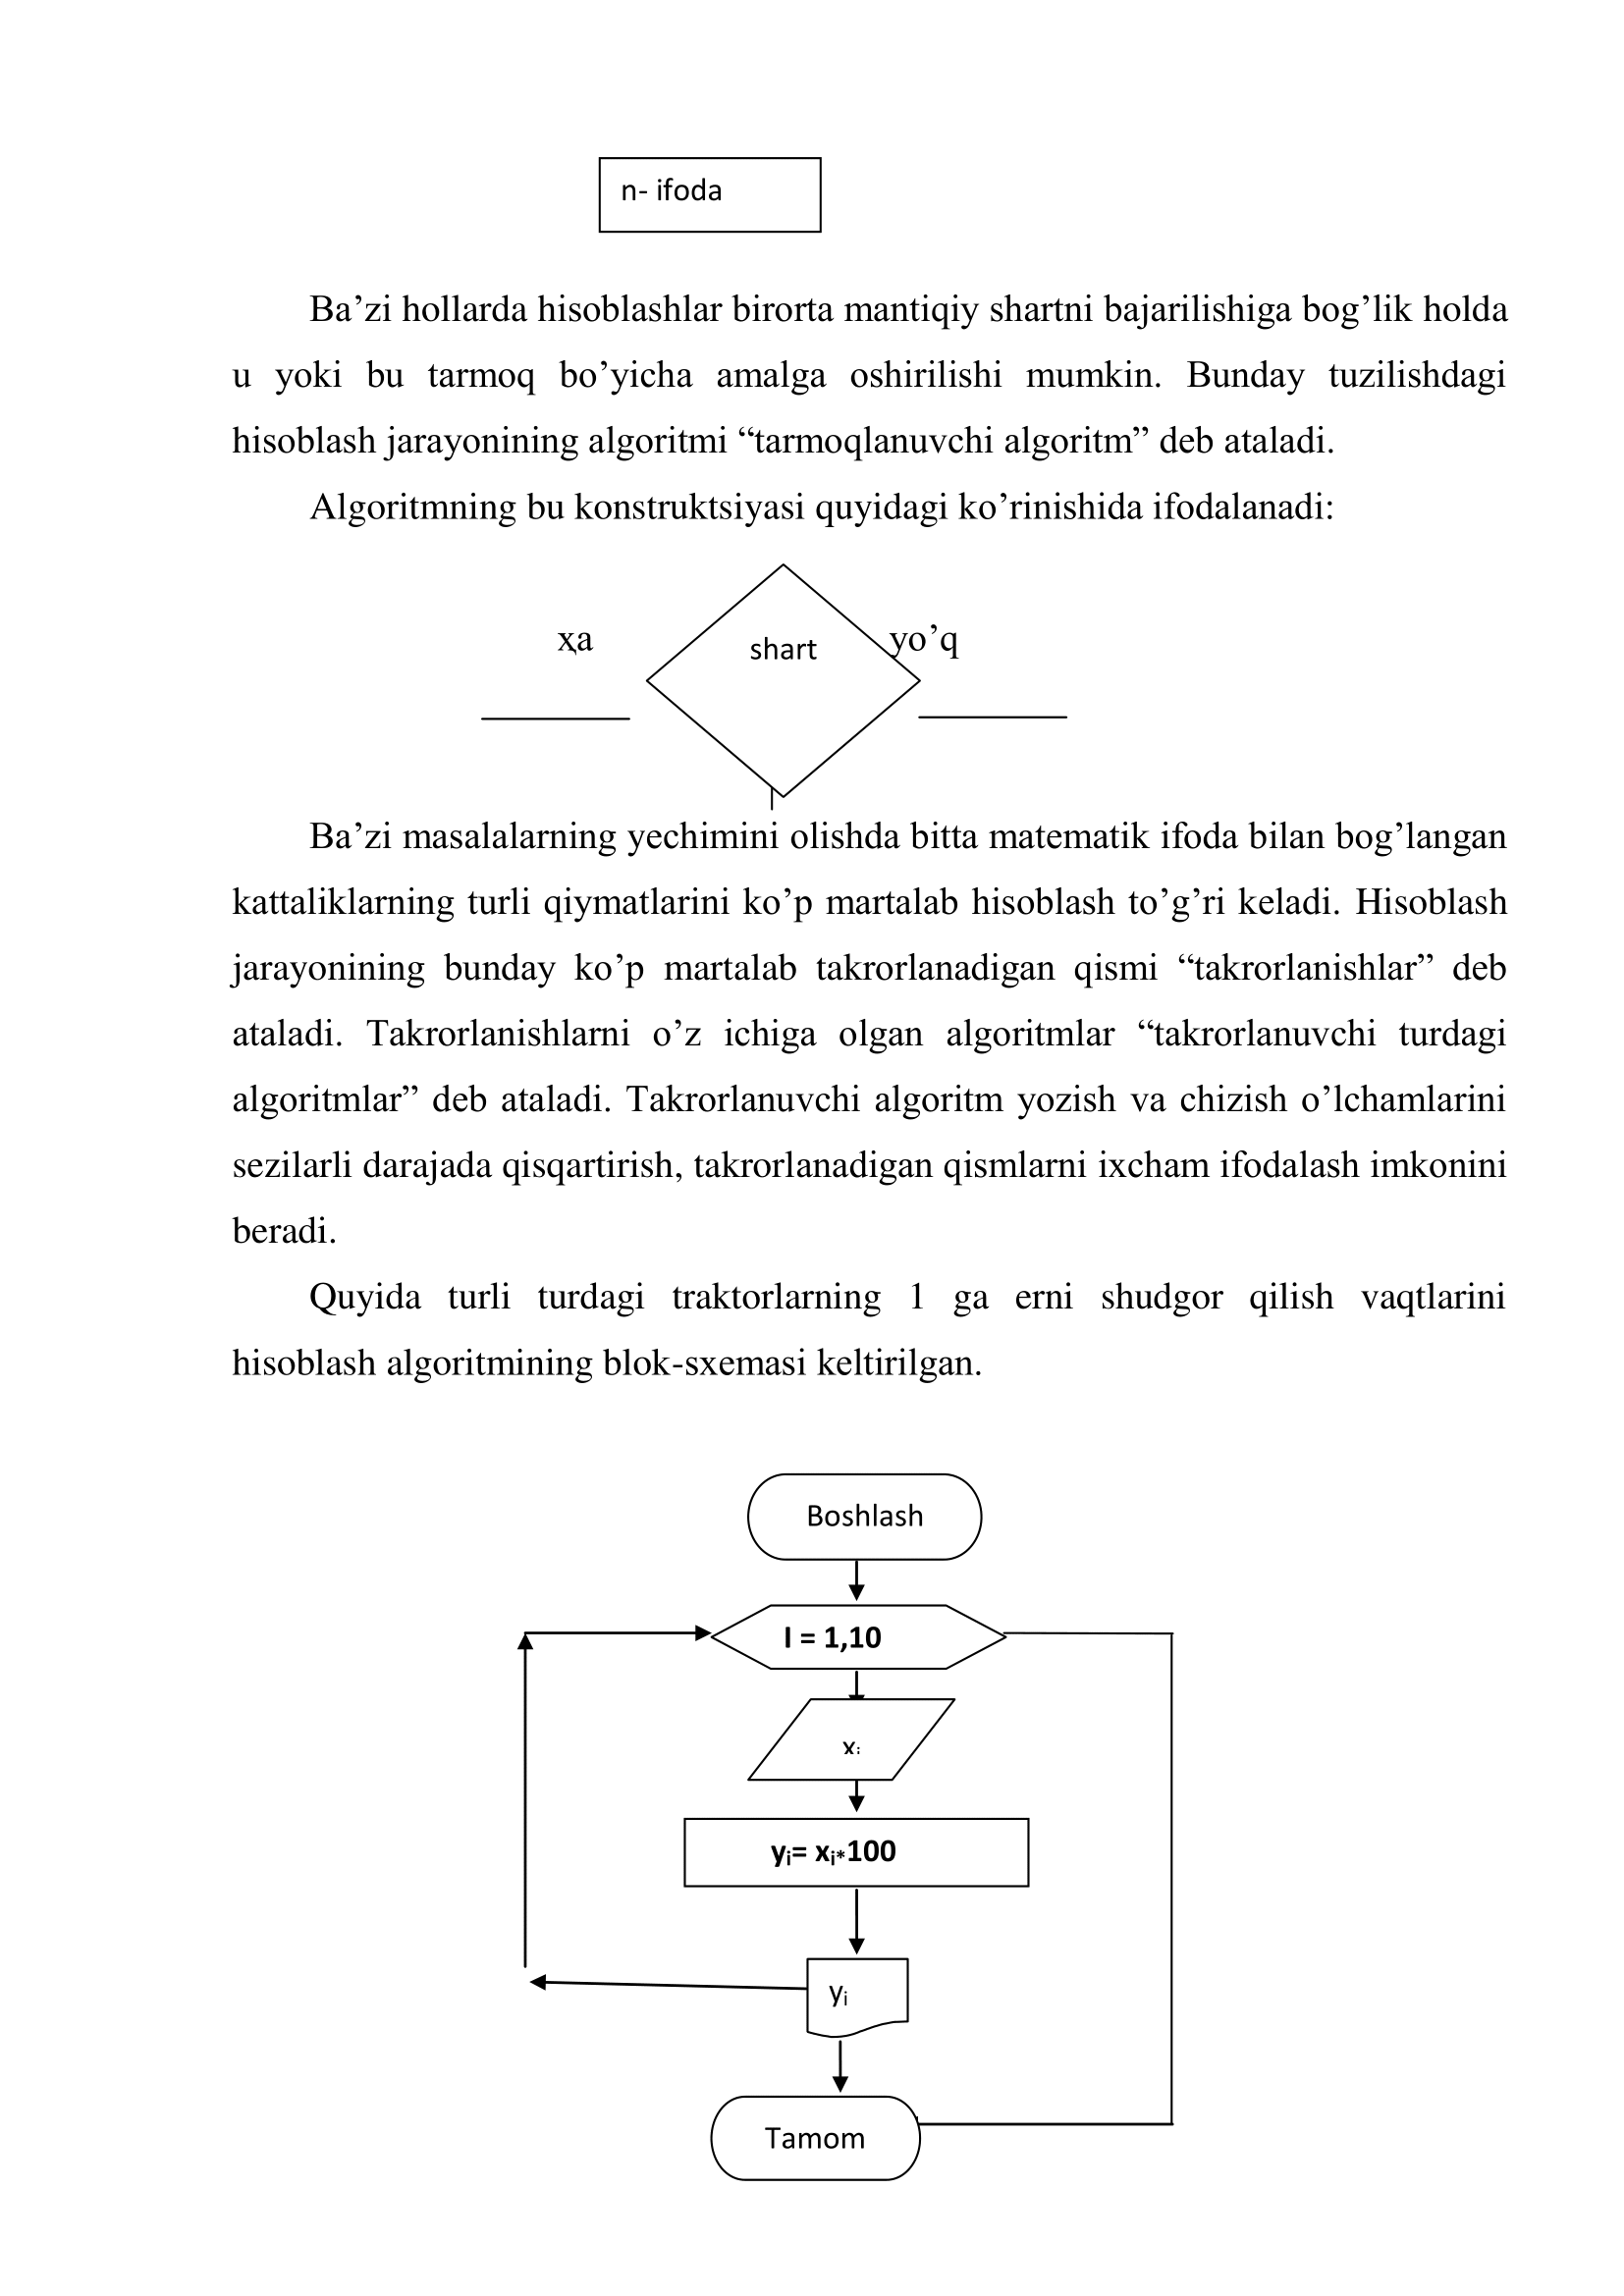 n- ifoda
Ba’zi hollarda hisoblashlar birorta mantiqiy shartni bajarilishiga bog’lik holda
u yoki bu tarmoq bo’yicha amalga oshirilishi mumkin. Bunday tuzilishdagi
hisoblash jarayonining algoritmi “tarmoqlanuvchi algoritm” deb ataladi.
Algoritmning bu konstruktsiyasi quyidagi ko’rinishida ifodalanadi:
ҳa shart yo’q
Ba’zi masalalarning yechimini olishda bitta matematik ifoda bilan bog’langan
kattaliklarning turli qiymatlarini ko’p martalab hisoblash to’g’ri keladi. Hisoblash
jarayonining bunday ko’p martalab takrorlanadigan qismi “takrorlanishlar” deb
ataladi. Takrorlanishlarni o’z ichiga olgan algoritmlar “takrorlanuvchi turdagi
algoritmlar” deb ataladi. Takrorlanuvchi algoritm yozish va chizish o’lchamlarini
sezilarli darajada qisqartirish, takrorlanadigan qismlarni ixcham ifodalash imkonini
beradi.
Quyida turli turdagi traktorlarning 1 ga erni shudgor qilish vaqtlarini
hisoblash algoritmining blok-sxemasi keltirilgan.
Boshlash
I = 1,10
xᵢ
yᵢ= xᵢ*100
yᵢ
Tamom